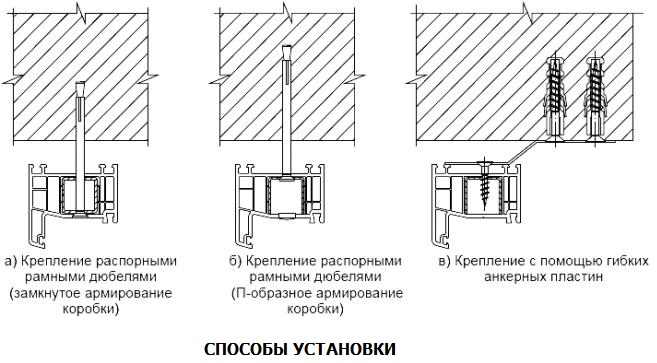 а) Крепление распорными
рамными дюбелями
(замкнутое армирование
коробки)
б) Крепление распорными
рамными дюбелями
(П-образное армирование
коробки)
в) Крепление с помощью гибких
анкерных пластин
СПОСОБЫ УСТАНОВКИ